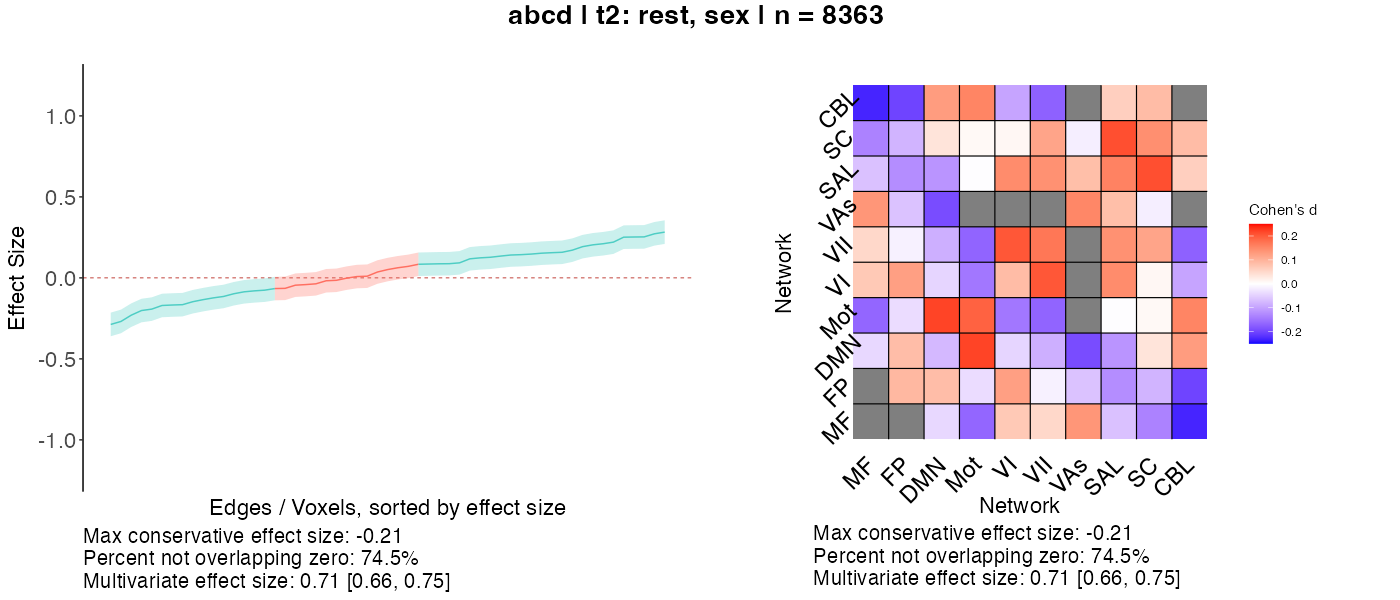 abcd | t2: rest, sex | n = 8363
Effect Size
1.0
0.5
0.0
-0.5
-1.0
Edges / Voxels, sorted by effect size
Max conservative effect size: -0.21
Percent not overlapping zero: 74.5%
Multivariate effect size: 0.71 [0.66, 0.75]
Network
CBL
SC
SAL
VAs
VII
VI
Mot
DMN
FP
MF
MF FP DMN Mot VI VII VAs SAL SC CBL
Network
Max conservative effect size: -0.21
Percent not overlapping zero: 74.5%
Multivariate effect size: 0.71 [0.66, 0.75]
Cohen's d
0.2
0.1
0.0
-0.1
-0.2